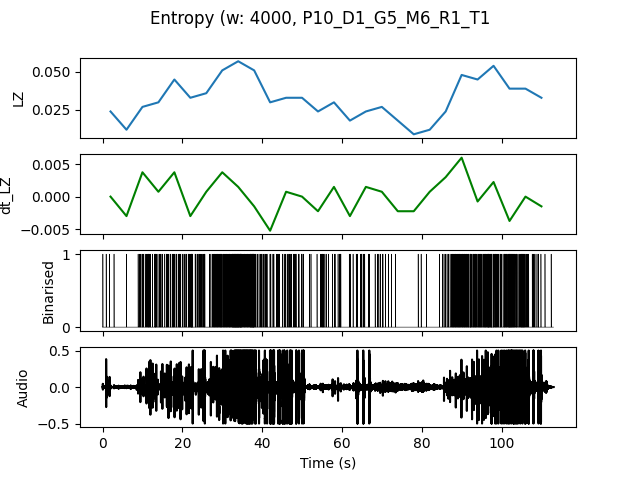 Entropy (w: 4000, P10_D1_G5_M6_R1_T1
0.050
0.025
LZ
0.005
0.000
−0.005
dt_LZ
1
0
Binarised
0.5
0.0
−0.5
Audio
0 20 40 60 80 100
Time (s)